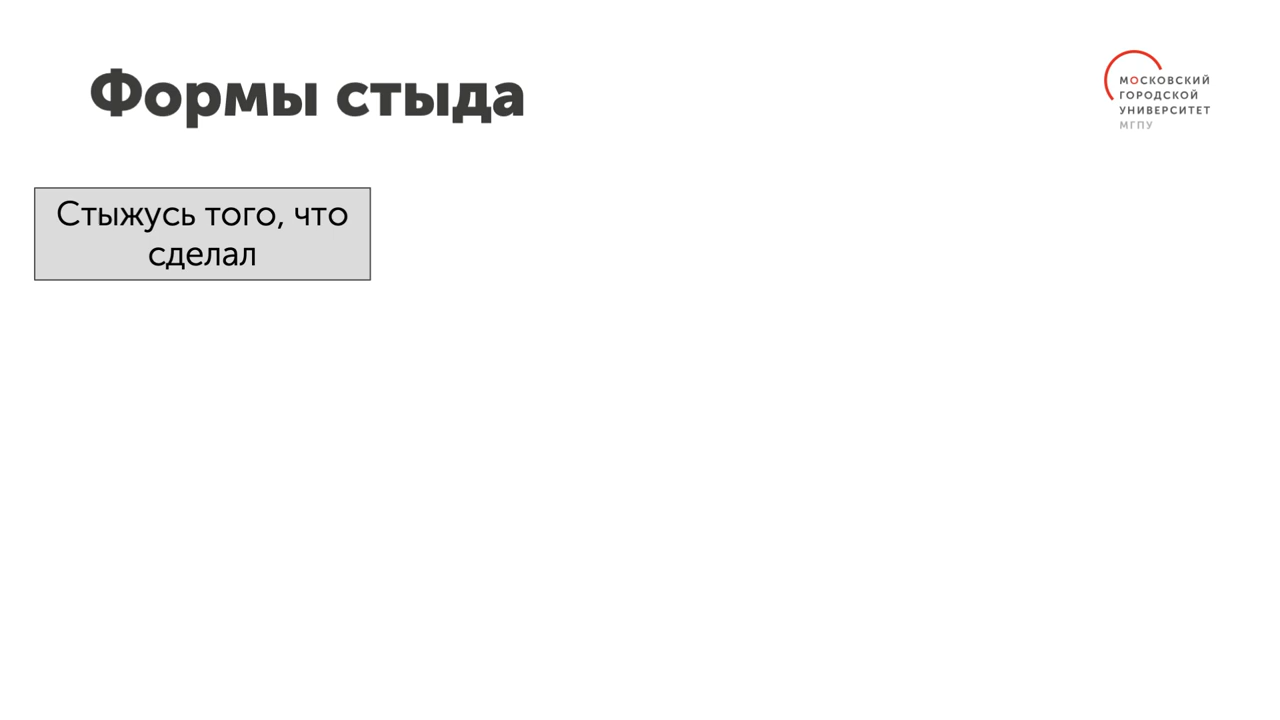 Формы стыда
МОСКОВСКИЙ
ГОРОДСКОЙ
УНИВЕРСИТЕТ
МГПУ
Стыжусь того, что
сделал